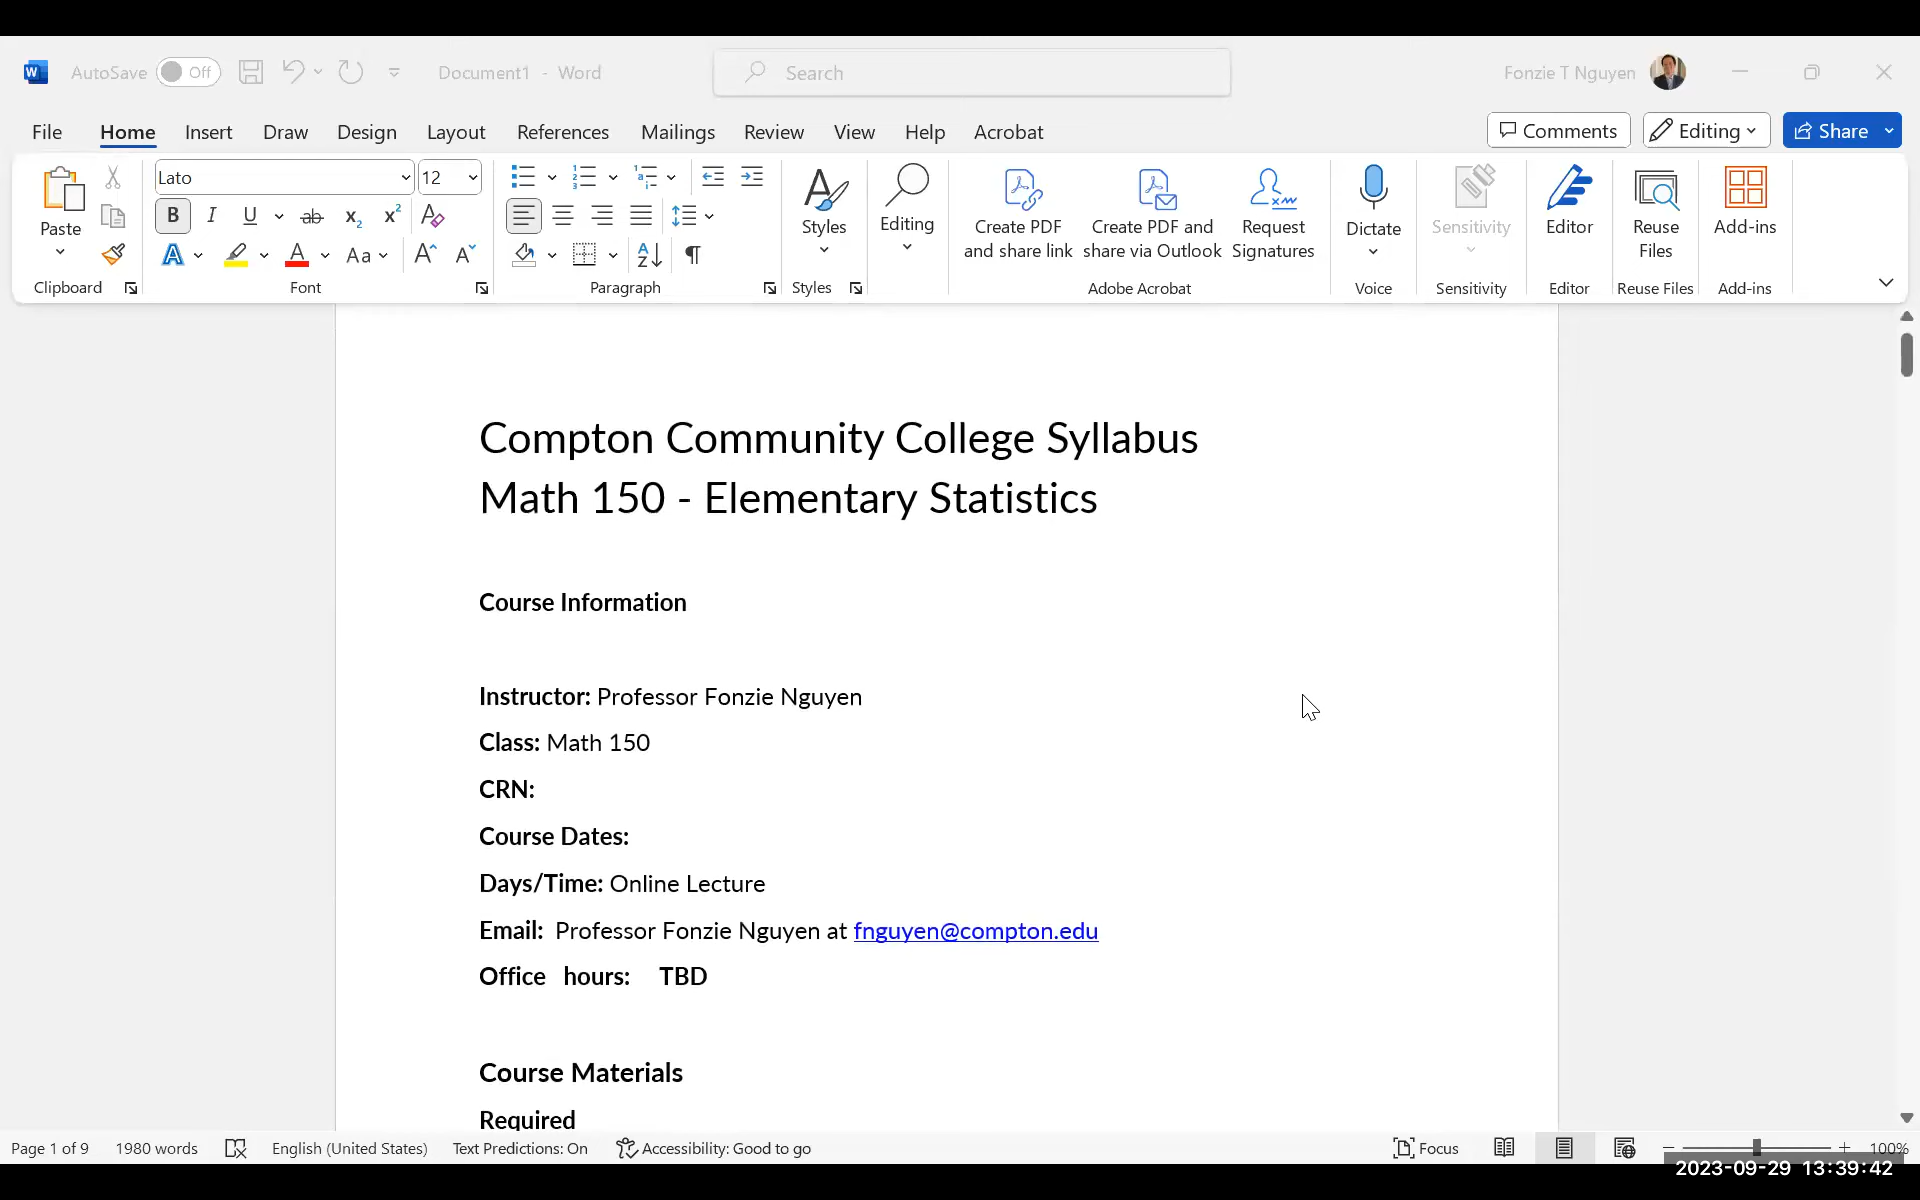 AutoSave Off Document1 - Word Search Fonzie T Nguyen
File Home Insert Draw Design Layout References Mailings Review View Help Acrobat Comments Editing Share
Lato 12
Paste
Styles
Editing
Create PDF
and share link
Create PDF and
share via Outlook
Request
Signatures
Dictate
Sensitivity
Editor
Reuse
Files
Add-ins
Clipboard Font Paragraph Styles Adobe Acrobat Voice Sensitivity Editor Reuse Files Add-ins
Compton Community College Syllabus
Math 150 - Elementary Statistics
Course Information
Instructor: Professor Fonzie Nguyen
Class: Math 150
CRN:
Course Dates:
Days/Time: Online Lecture
Email: Professor Fonzie Nguyen at fnguyen@compton.edu
Office hours: TBD
Course Materials
Required
Page 1 of 9 1980 words English (United States) Text Predictions: On Accessibility: Good to go Focus 100%
2023-09-29 13:39:42